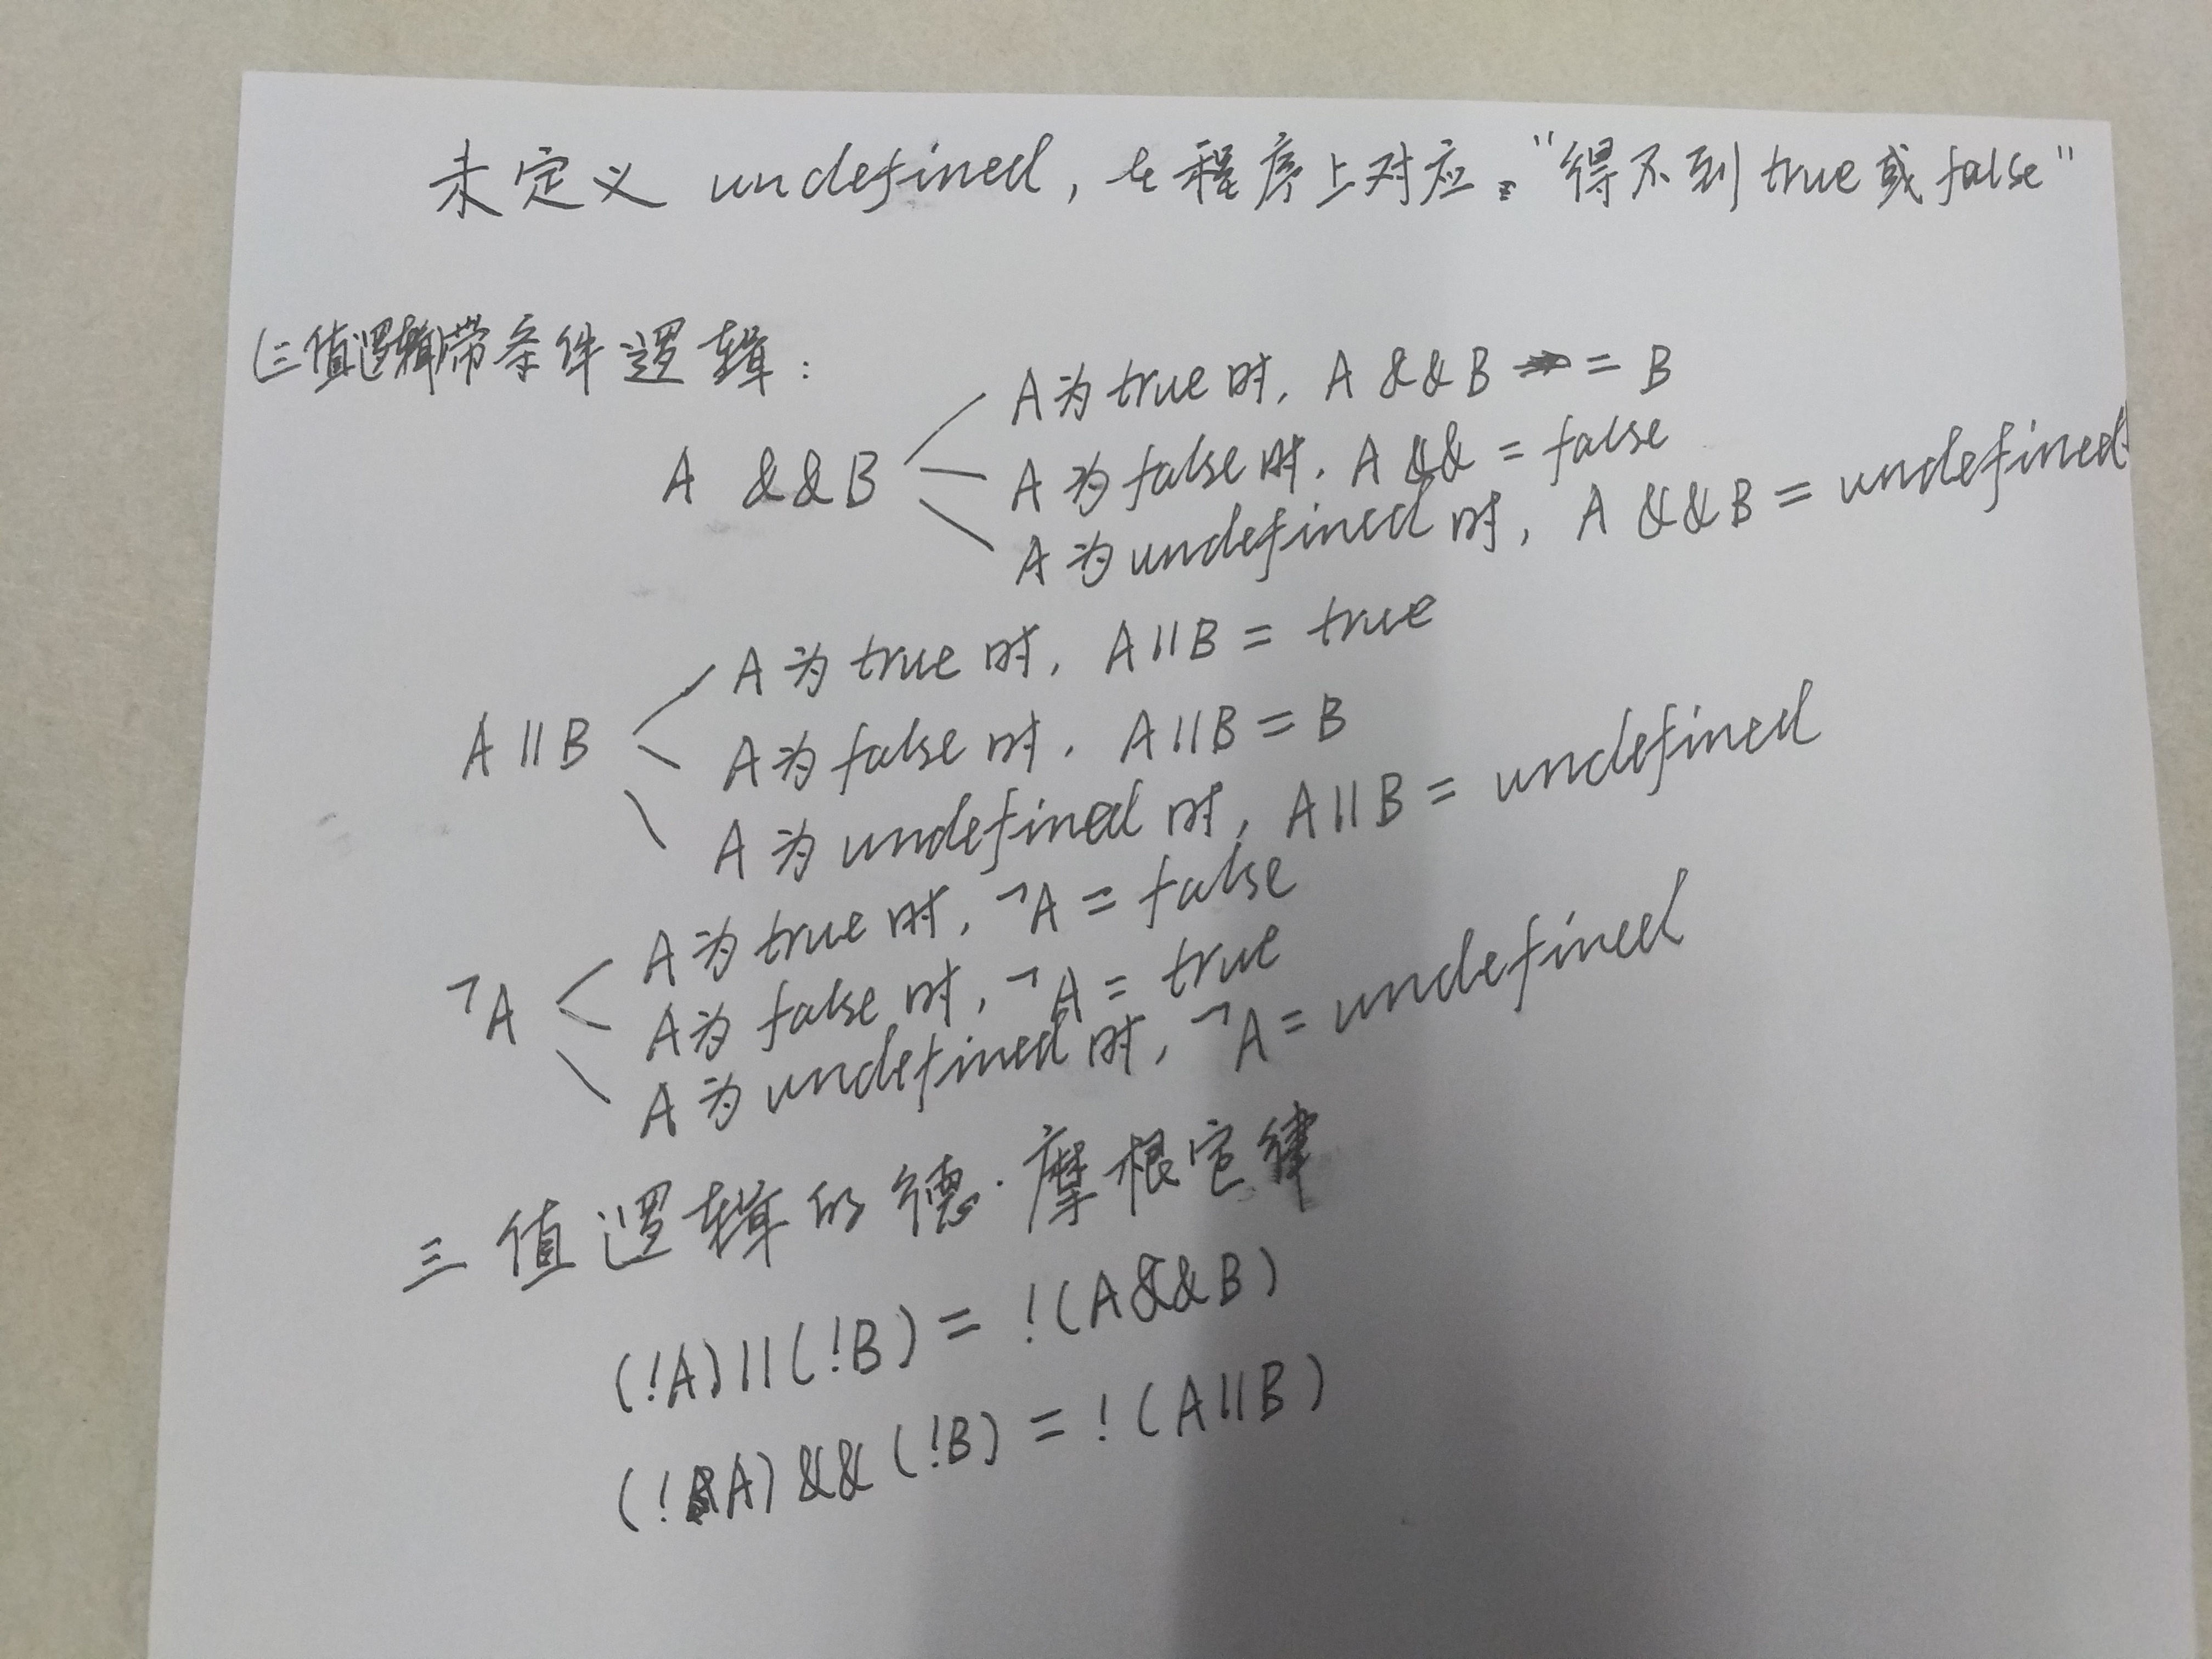 未定义 undefined, 在程序上对应 "得不到true或false"
(三值逻辑)带条件逻辑:
A为true时, A &&B = B
A &&B
A为false时, A && = false
A为undefined时, A &&B = undefined
A为true时, A||B = true
A||B
A为false时, A||B = B
A为undefined时, A||B = undefined
A为true时, ¬A = false
¬A
A为false时, ¬A = true
A为undefined时, ¬A = undefined
三值逻辑的德·摩根定律
(!A)||(!B) = !(A&&B)
(!A)&&(!B) = !(A||B)